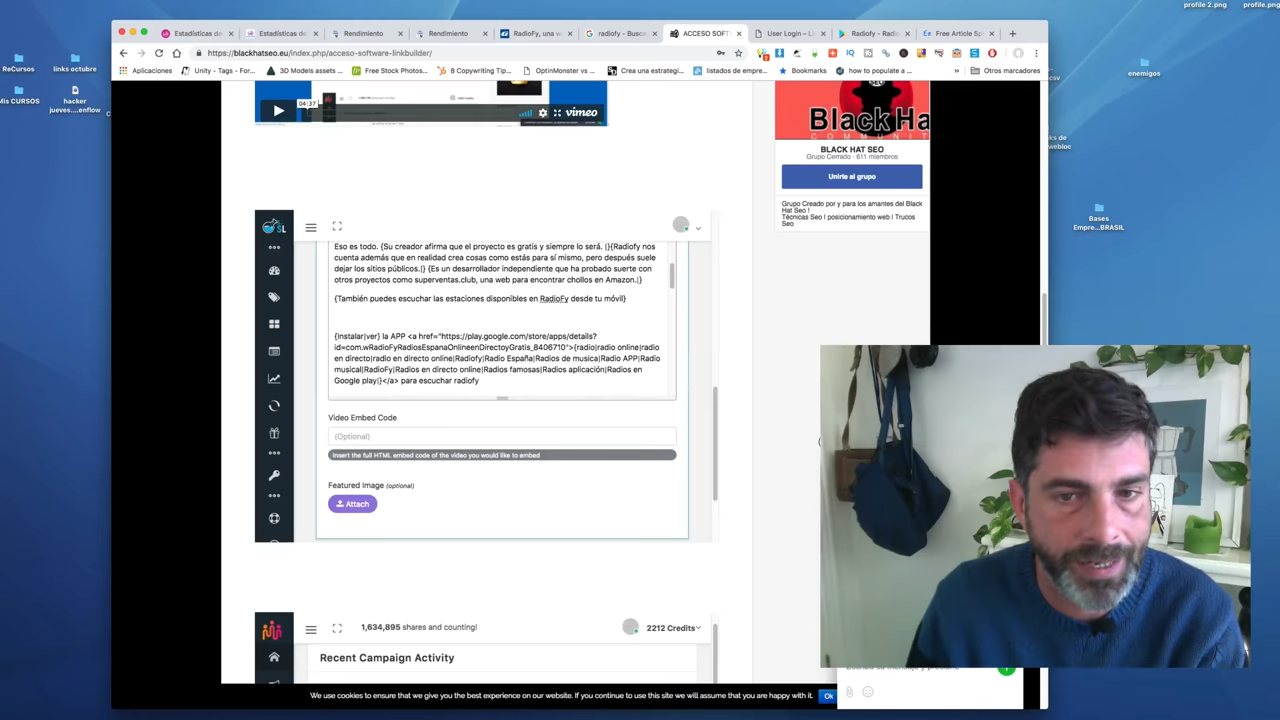 profile 2.png
profile.png
Estadísticas de
Estadísticas de
Rendimiento
Rendimiento
RadioFy, una w
radiofy - Busc
ACCESO SOFT
User Login – L
Radiofy - Radi
Free Article Sp
https://blackhatseo.eu/index.php/acceso-software-linkbuilder/
Aplicaciones
Unity - Tags - For...
3D Models assets ...
Free Stock Photos...
8 Copywriting Tip...
OptinMonster vs ...
Crea una estrategi...
listados de empre...
Bookmarks
how to populate a ...
Otros marcadores
ReCursos
links octubre
Mis CURSOS
hacker
jueves....enflow
enemigos
Bases
Empre...BRASIL
04:37
vimeo
Black Ha
BLACK HAT SEO
Grupo Cerrado · 611 miembros
Unirte al grupo
Grupo Creado por y para los amantes del Black
Hat Seo !
Técnicas Seo | posicionamiento web | Trucos
Seo
SL
Eso es todo. {Su creador afirma que el proyecto es gratis y siempre lo será. |}{Radiofy nos
cuenta además que en realidad crea cosas como estás para sí mismo, pero después suele
dejar los sitios públicos.|} {Es un desarrollador independiente que ha probado suerte con
otros proyectos como superventas.club, una web para encontrar chollos en Amazon.|}
{También puedes escuchar las estaciones disponibles en RadioFy desde tu móvil}
{instalar|ver} la APP <a href="https://play.google.com/store/apps/details?
id=com.wRadioFyRadiosEspanaOnlineenDirectoyGratis_8406710">{radio|radio online|radio
en directo|radio en directo online|Radiofy|Radio España|Radios de musica|Radio APP|Radio
musical|RadioFy|Radios en directo online|Radios famosas|Radios aplicación|Radios en
Google play|}</a> para escuchar radiofy
Video Embed Code
(Optional)
Insert the full HTML embed code of the video you would like to embed
Featured Image (optional)
Attach
1,634,895 shares and counting!
2212 Credits
Recent Campaign Activity
We use cookies to ensure that we give you the best experience on our website. If you continue to use this site we will assume that you are happy with it.
Ok